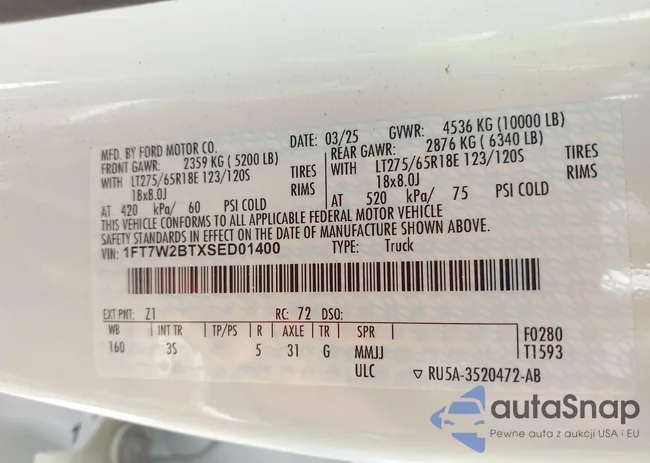 MFD. BY FORD MOTOR CO. DATE: 03/25 GVWR: 4536 KG (10000 LB)
FRONT GAWR: 2359 KG (5200 LB) REAR GAWR: 2876 KG (6340 LB)
WITH LT275/65R18E 123/120S TIRES WITH LT275/65R18E 123/120S TIRES
18x8.0J RIMS 18x8.0J RIMS
AT 420 kPa/ 60 PSI COLD AT 520 kPa/ 75 PSI COLD
THIS VEHICLE CONFORMS TO ALL APPLICABLE FEDERAL MOTOR VEHICLE
SAFETY STANDARDS IN EFFECT ON THE DATE OF MANUFACTURE SHOWN ABOVE.
VIN: 1FT7W2BTXSED01400 TYPE: Truck
EXT PNT: Z1 RC: 72 DSO:
WB INT TR TP/PS R AXLE TR SPR F0280
160 3S 5 31 G MMJJ T1593
ULC ▽ RU5A-3520472-AB
autaSnap
Pewne auta z aukcji USA i EU